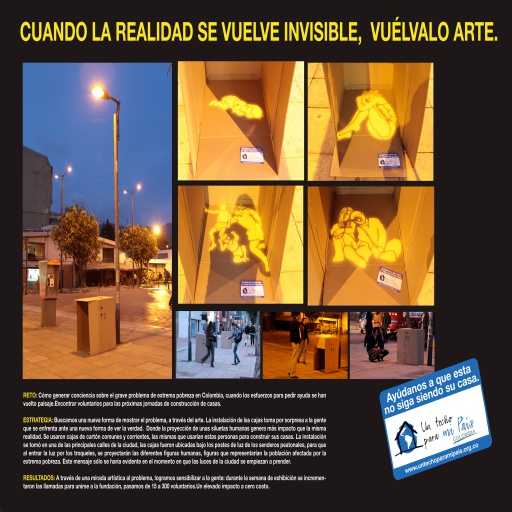 CUANDO LA REALIDAD SE VUELVE INVISIBLE, VUÉLVALO ARTE.
RETO: Cómo generar conciencia sobre el grave problema de extrema pobreza en Colombia, cuando los esfuerzos para pedir ayuda se han
vuelto paisaje.Encontrar voluntarios para las próximas jornadas de construcción de casas.
ESTRATEGIA: Buscamos una nueva forma de mostrar el problema, a través del arte. La instalación de las cajas toma por sorpresa a la gente
que se enfrenta ante una nueva forma de ver la verdad. Donde la proyección de unas siluetas humanas genera más impacto que la misma
realidad. Se usaron cajas de cartón comunes y corrientes, las mismas que usarían estas personas para construir sus casas. La instalación
se tomó en una de las principales calles de la ciudad, las cajas fueron ubicadas bajo los postes de luz de los senderos peatonales, para que
al entrar la luz por los troqueles, se proyectarán las diferentes figuras humanas, figuras que representarían la población afectada por la
extrema pobreza. Este mensaje sólo se haría evidente en el momento en que las luces de la ciudad se empiezan a prender.
RESULTADOS: A través de una mirada artística al problema, logramos sensibilizar a la gente: durante la semana de exhibición se incremen-
taron las llamadas para unirse a la fundación, pasamos de 15 a 300 voluntarios.Un elevado impacto a cero costo.
Ayúdanos a que esta
no siga siendo su casa.
Un techo
para mi País
COLOMBIA
www.untechoparamipais.org.co